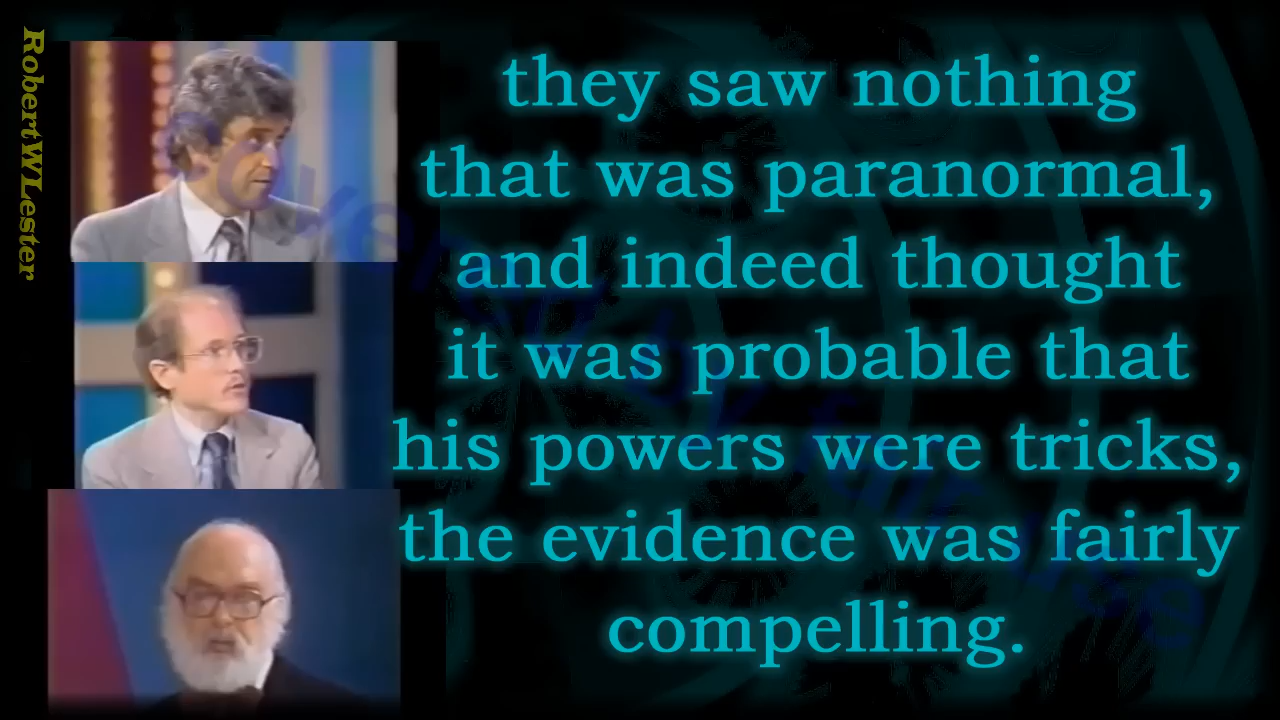 RobertWLester
they saw nothing
that was paranormal,
and indeed thought
it was probable that
his powers were tricks,
the evidence was fairly
compelling.